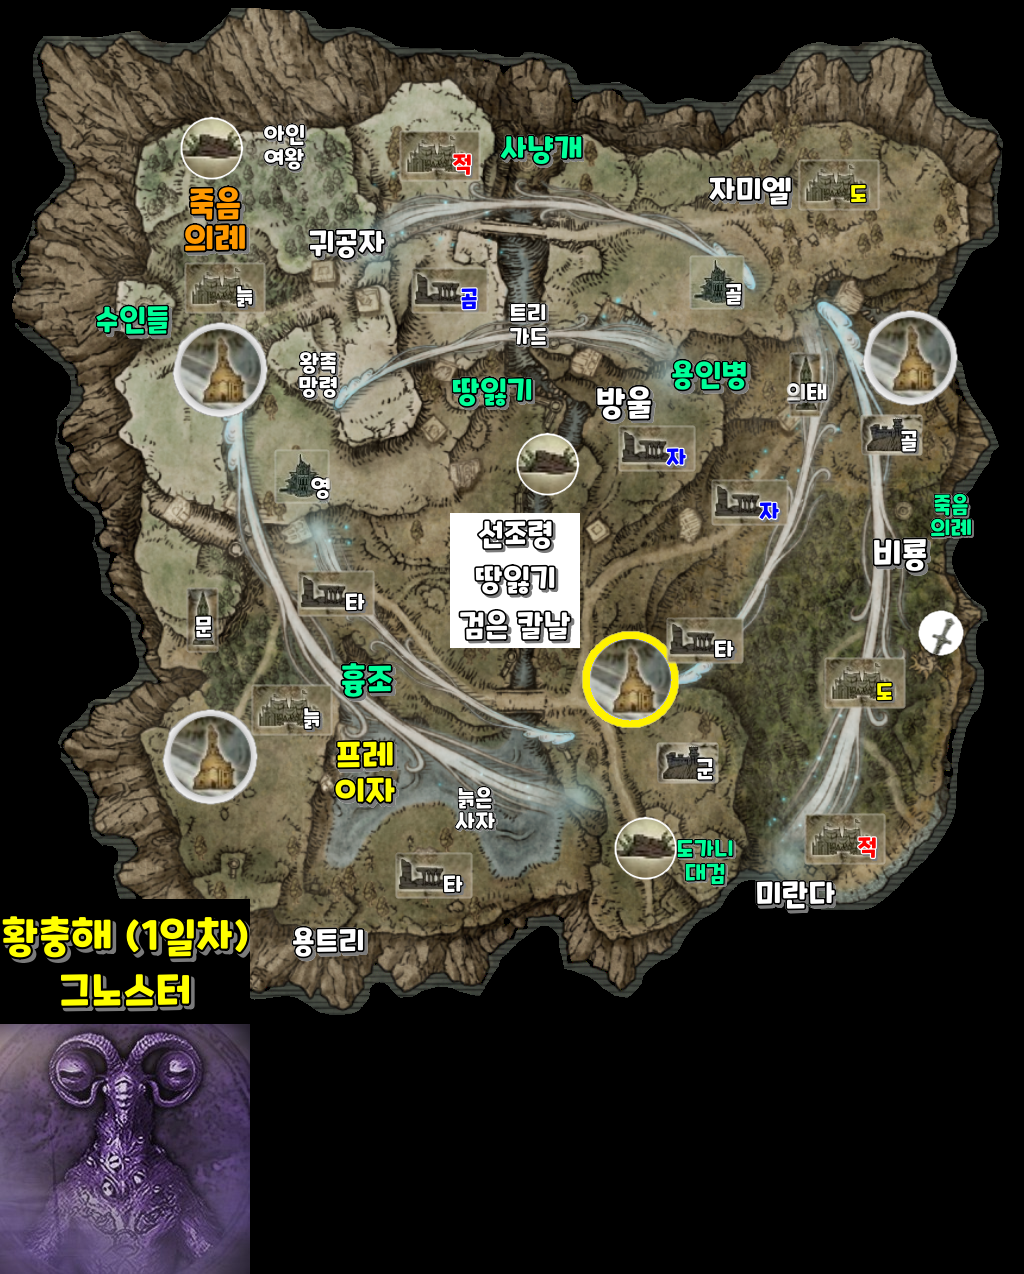 아인
여왕
적
사냥개
자미엘
도
죽음
의례
귀공자
늙
곰
골
수인들
트리
가드
왕족
망령
땅잃기
용인병
방울
의태
골
자
영
자
죽음
의례
선조령
땅잃기
검은 칼날
비룡
타
문
타
흉조
도
늙
프레
이자
군
늙은
사자
도가니
대검
적
타
미란다
황충해 (1일차)
용트리
그노스터